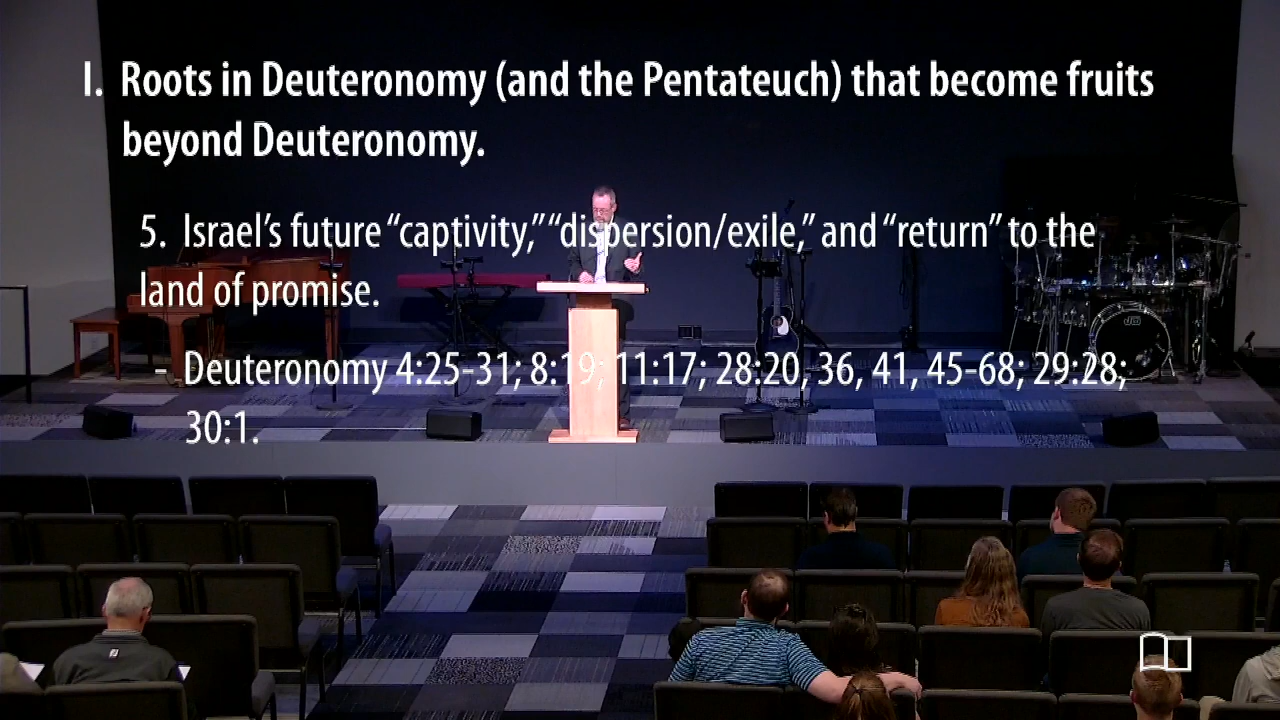 I. Roots in Deuteronomy (and the Pentateuch) that become fruits
beyond Deuteronomy.
5. Israel’s future “captivity,” “dispersion/exile,” and “return” to the
land of promise.
- Deuteronomy 4:25-31; 8:19; 11:17; 28:20, 36, 41, 45-68; 29:28;
30:1.